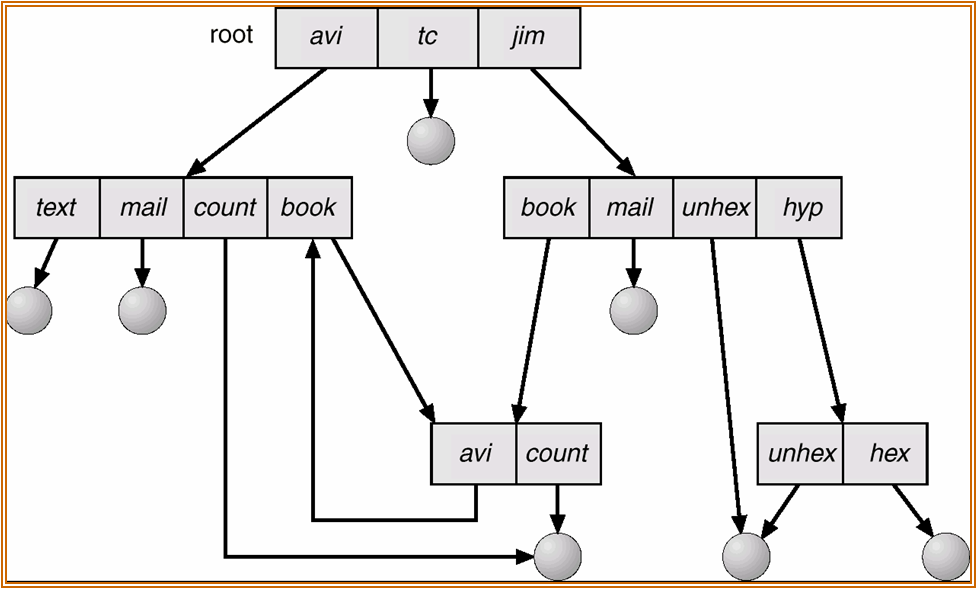 root avi tc jim
text mail count book book mail unhex hyp
avi count unhex hex